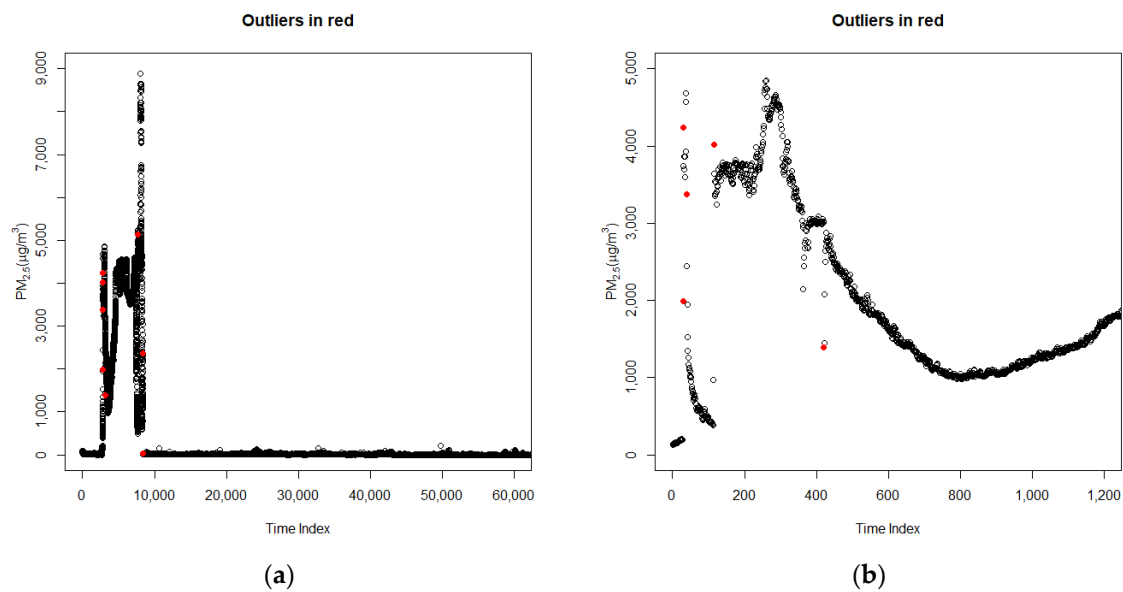 Outliers in red
PM2.5(μg/m3)
9,000
7,000
5,000
3,000
1,000
0
0 10,000 20,000 30,000 40,000 50,000 60,000
Time Index
(a)
Outliers in red
PM2.5(μg/m3)
5,000
4,000
3,000
2,000
1,000
0
0 200 400 600 800 1,000 1,200
Time Index
(b)